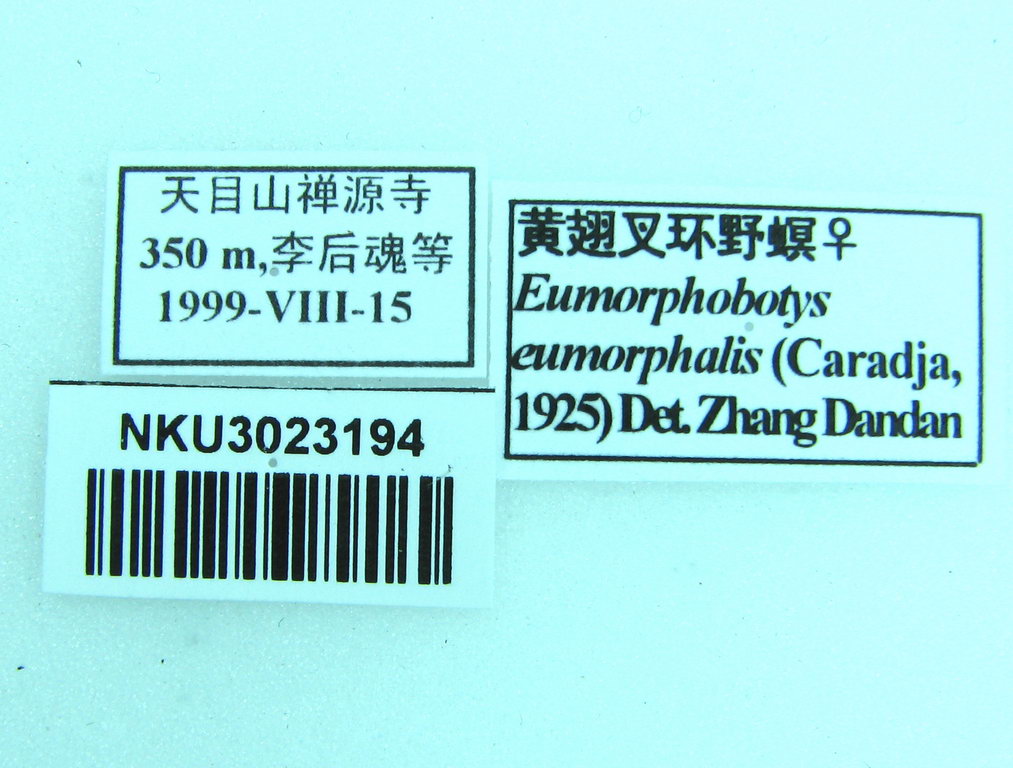 天目山禅源寺
350 m,李后魂等
1999-VIII-15
NKU3023194
黄翅叉环野螟♀
Eumorphobotys
eumorphalis (Caradja,
1925) Det. Zhang Dandan